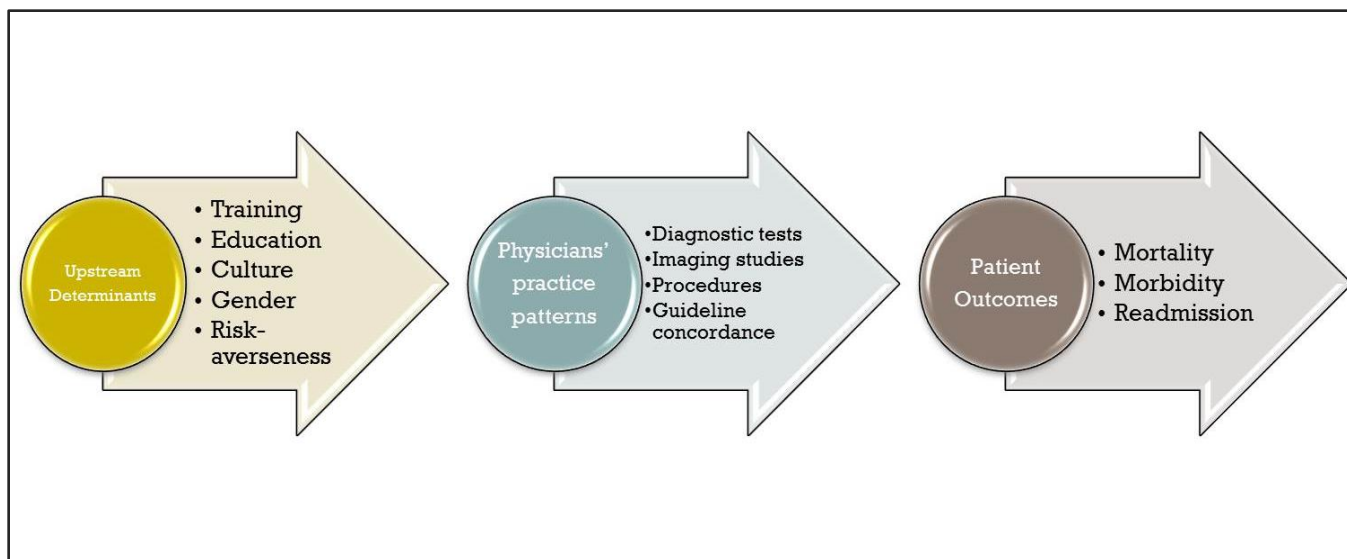 Upstream
Determinants
• Training
• Education
• Culture
• Gender
• Risk-
averseness
Physicians’
practice
patterns
•Diagnostic tests
•Imaging studies
•Procedures
•Guideline
concordance
Patient
Outcomes
• Mortality
• Morbidity
• Readmission